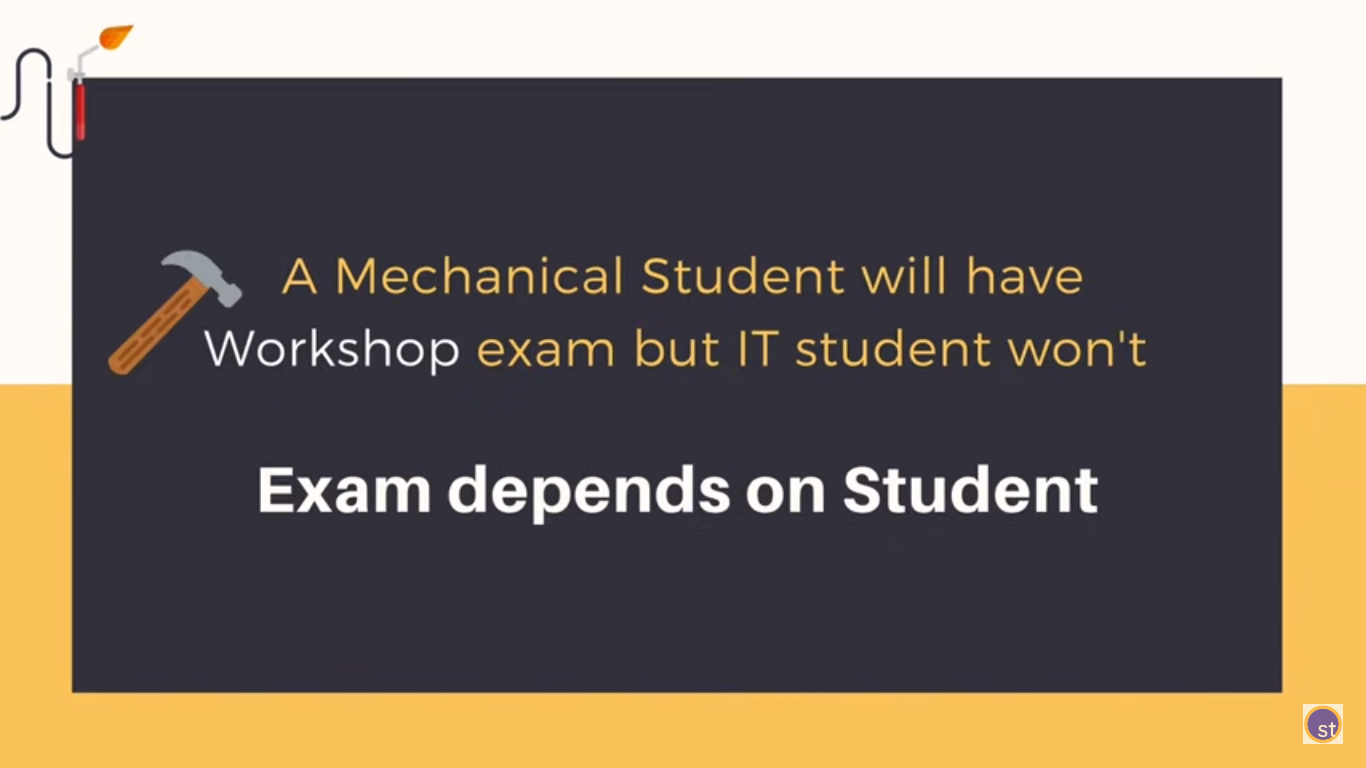 A Mechanical Student will have
Workshop exam but IT student won't
Exam depends on Student
st